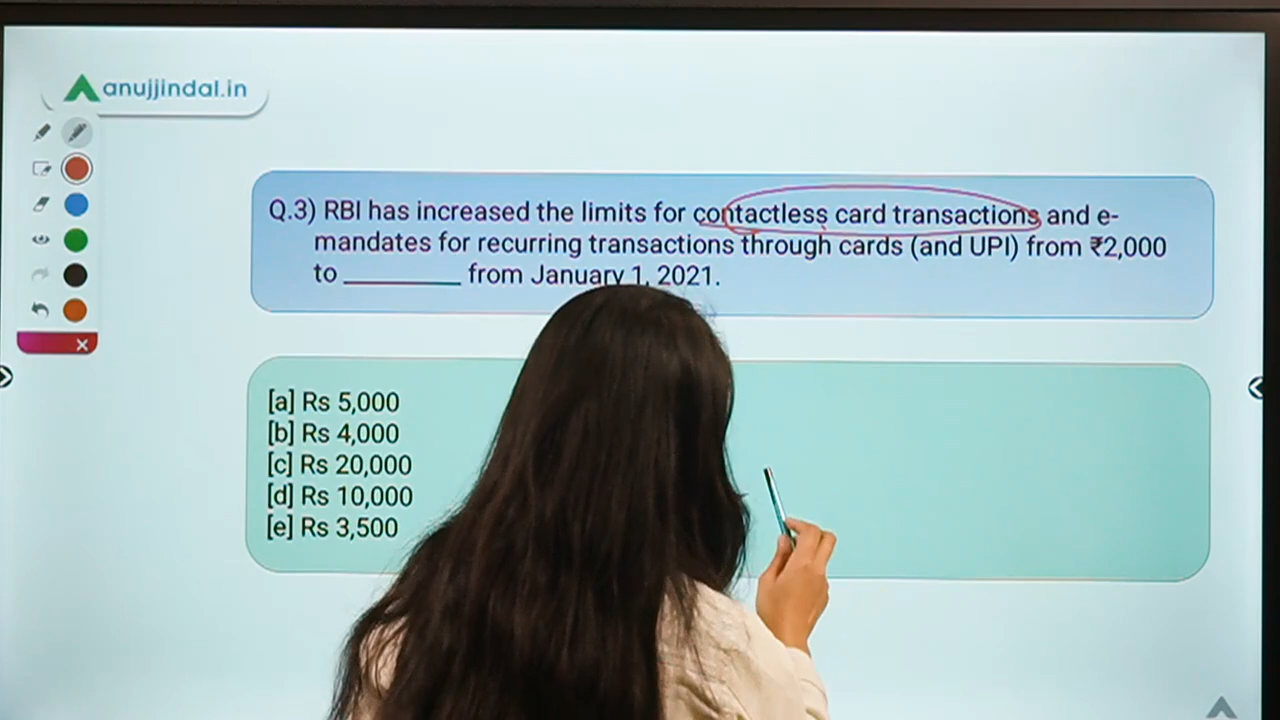 anujjindal.in
Q.3) RBI has increased the limits for contactless card transactions and e-
mandates for recurring transactions through cards (and UPI) from ₹2,000
to ________ from January 1, 2021.
[a] Rs 5,000
[b] Rs 4,000
[c] Rs 20,000
[d] Rs 10,000
[e] Rs 3,500